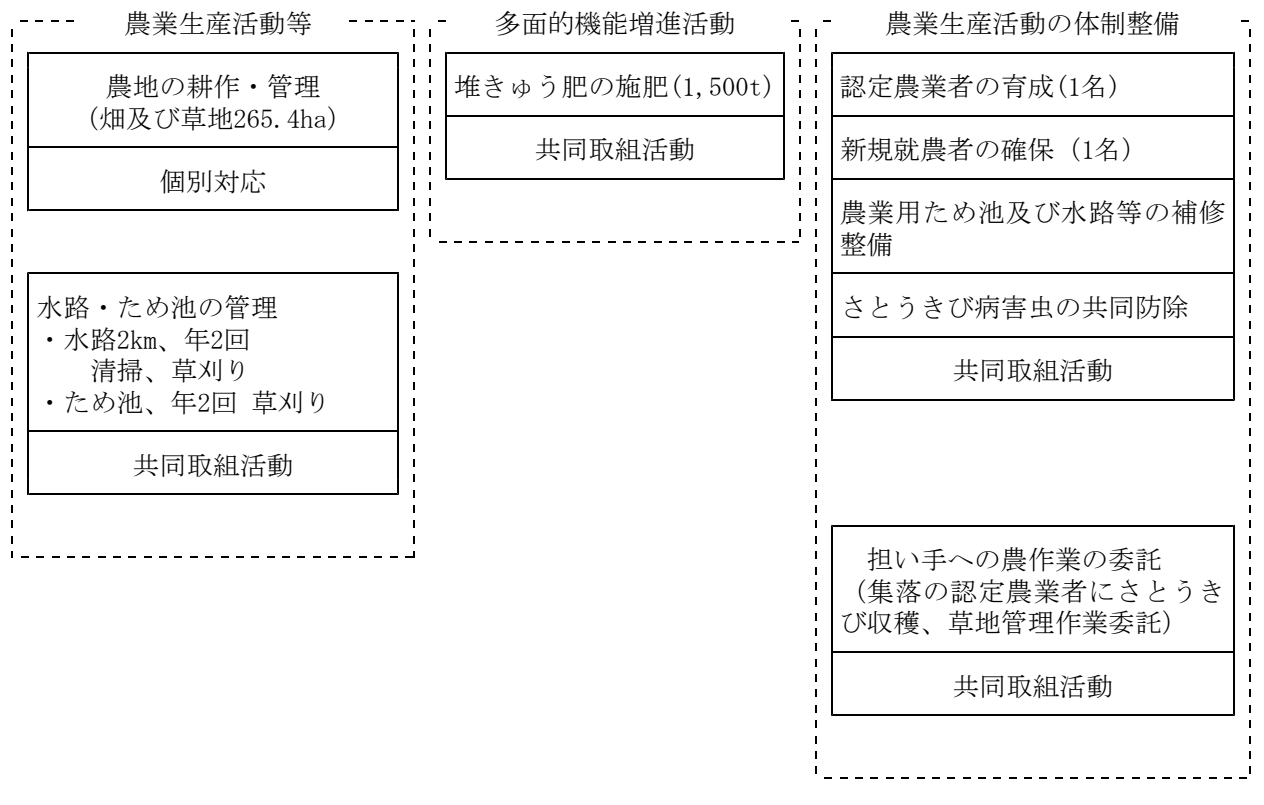 農業生産活動等
農地の耕作・管理
(畑及び草地265.4ha)
個別対応
水路・ため池の管理
・水路2km、年2回
清掃、草刈り
・ため池、年2回 草刈り
共同取組活動
多面的機能増進活動
堆きゅう肥の施肥(1,500t)
共同取組活動
農業生産活動の体制整備
認定農業者の育成(1名)
新規就農者の確保 (1名)
農業用ため池及び水路等の補修
整備
さとうきび病害虫の共同防除
共同取組活動
担い手への農作業の委託
(集落の認定農業者にさとうき
び収穫、草地管理作業委託)
共同取組活動